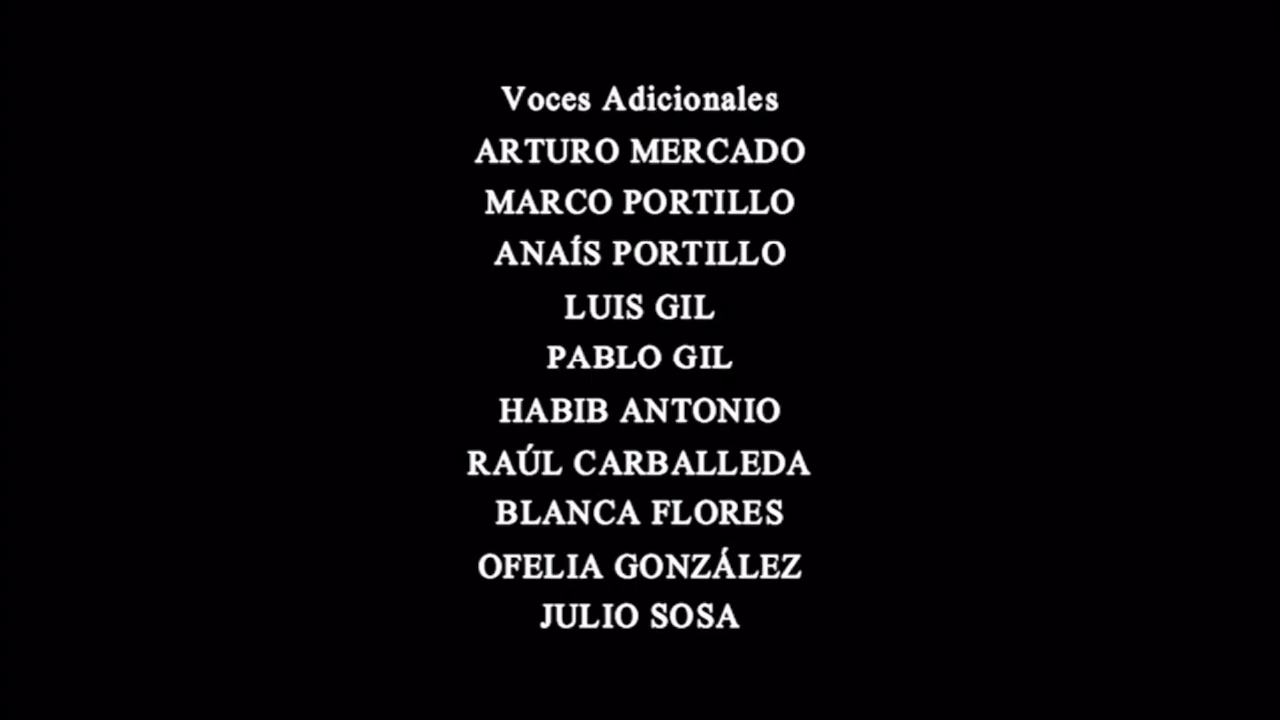 Voces Adicionales
ARTURO MERCADO
MARCO PORTILLO
ANAÍS PORTILLO
LUIS GIL
PABLO GIL
HABIB ANTONIO
RAÚL CARBALLEDA
BLANCA FLORES
OFELIA GONZÁLEZ
JULIO SOSA